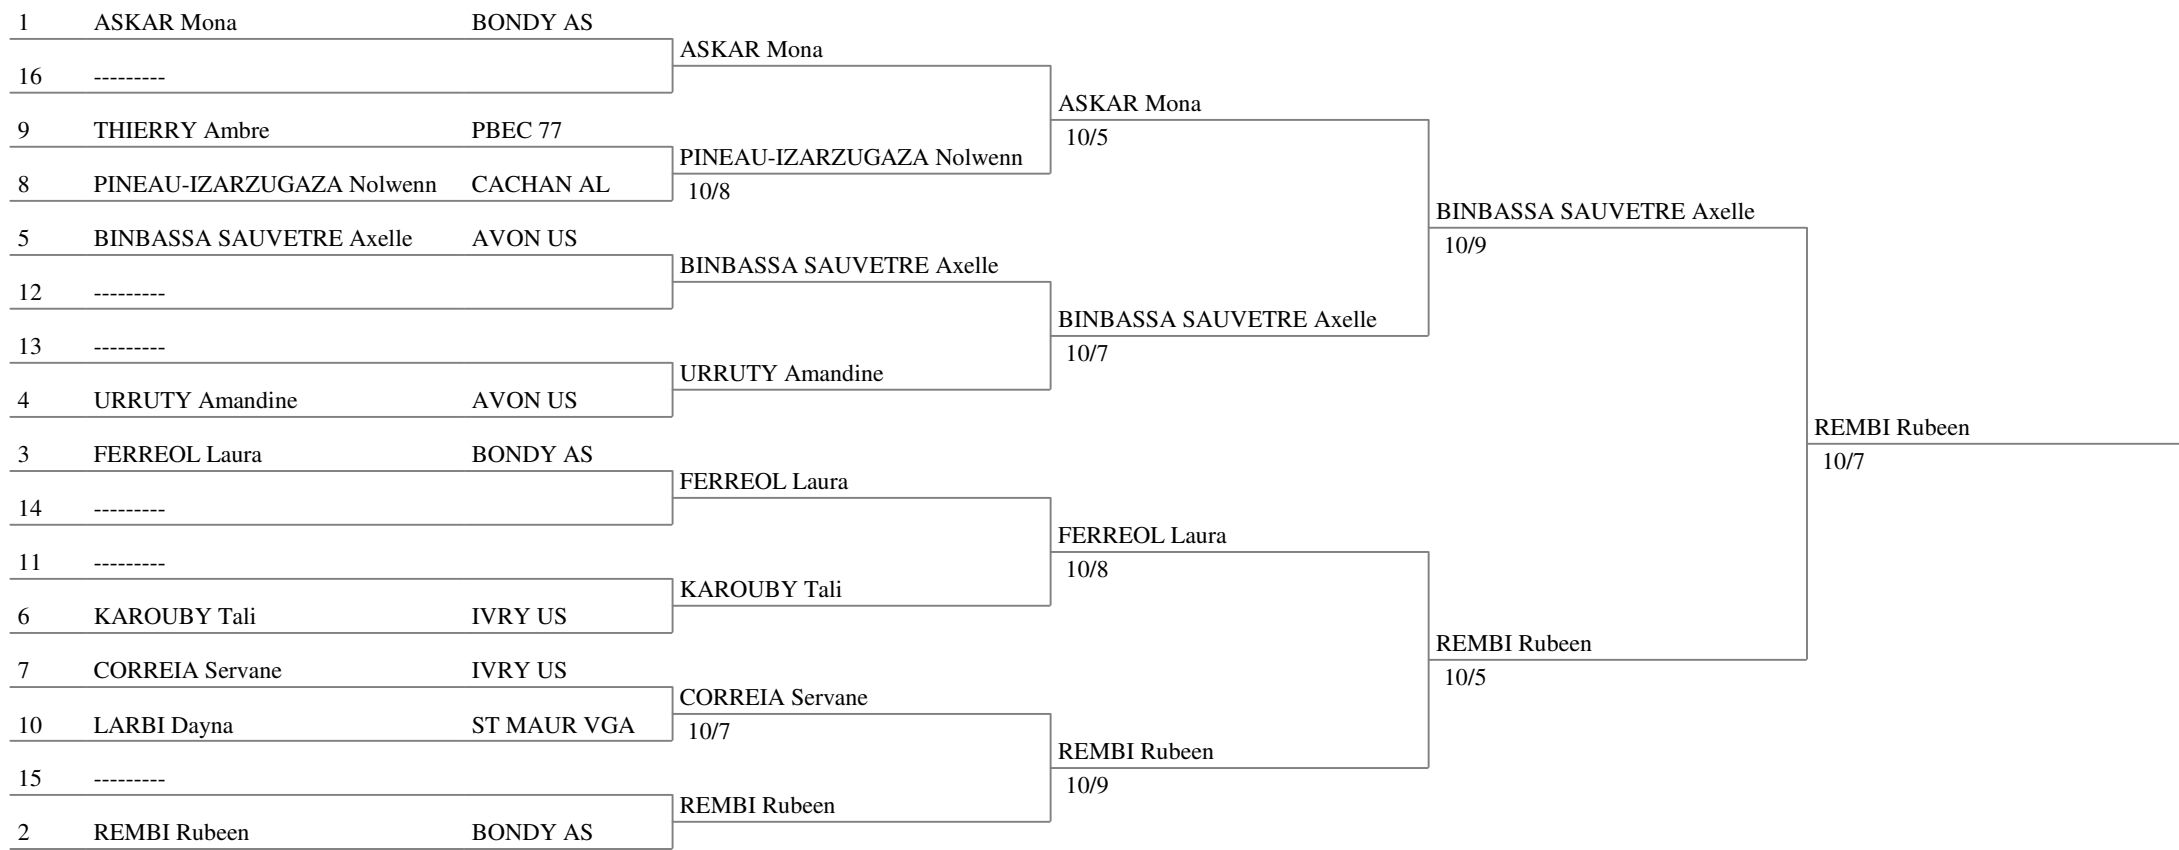 1 ASKAR Mona BONDY AS
ASKAR Mona
16 ---------
ASKAR Mona
9 THIERRY Ambre PBEC 77
10/5
PINEAU-IZARZUGAZA Nolwenn
8 PINEAU-IZARZUGAZA Nolwenn CACHAN AL
10/8
BINBASSA SAUVETRE Axelle
5 BINBASSA SAUVETRE Axelle AVON US
10/9
BINBASSA SAUVETRE Axelle
12 ---------
BINBASSA SAUVETRE Axelle
13 ---------
10/7
URRUTY Amandine
4 URRUTY Amandine AVON US
REMBI Rubeen
3 FERREOL Laura BONDY AS
10/7
FERREOL Laura
14 ---------
FERREOL Laura
11 ---------
10/8
KAROUBY Tali
6 KAROUBY Tali IVRY US
REMBI Rubeen
7 CORREIA Servane IVRY US
10/5
CORREIA Servane
10 LARBI Dayna ST MAUR VGA
10/7
REMBI Rubeen
15 ---------
10/9
REMBI Rubeen
2 REMBI Rubeen BONDY AS